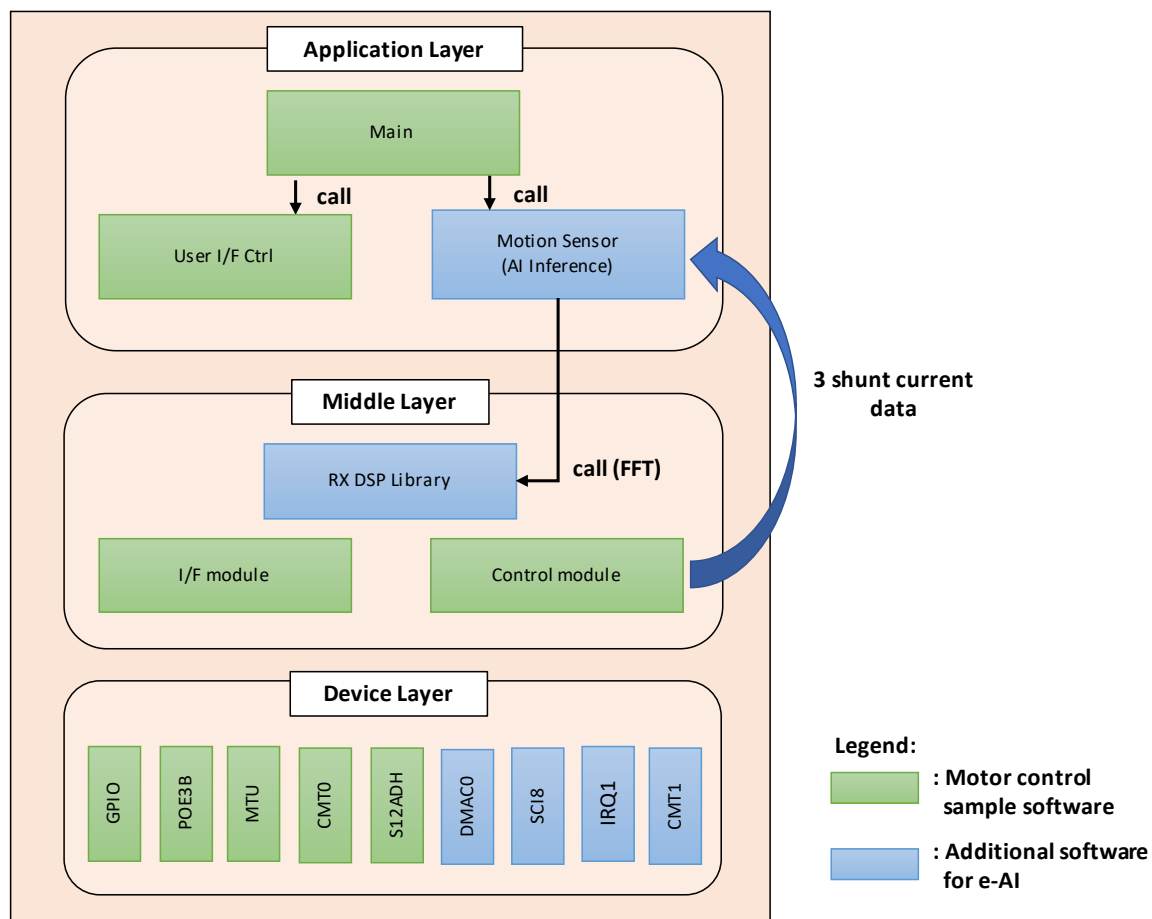 Application Layer
Main
call
call
User I/F Ctrl
Motion Sensor
(AI Inference)
3 shunt current
data
Middle Layer
RX DSP Library
call (FFT)
I/F module
Control module
Device Layer
GPIO
POE3B
MTU
CMT0
S12ADH
DMAC0
SCI8
IRQ1
CMT1
Legend:
: Motor control
sample software
: Additional software
for e-AI